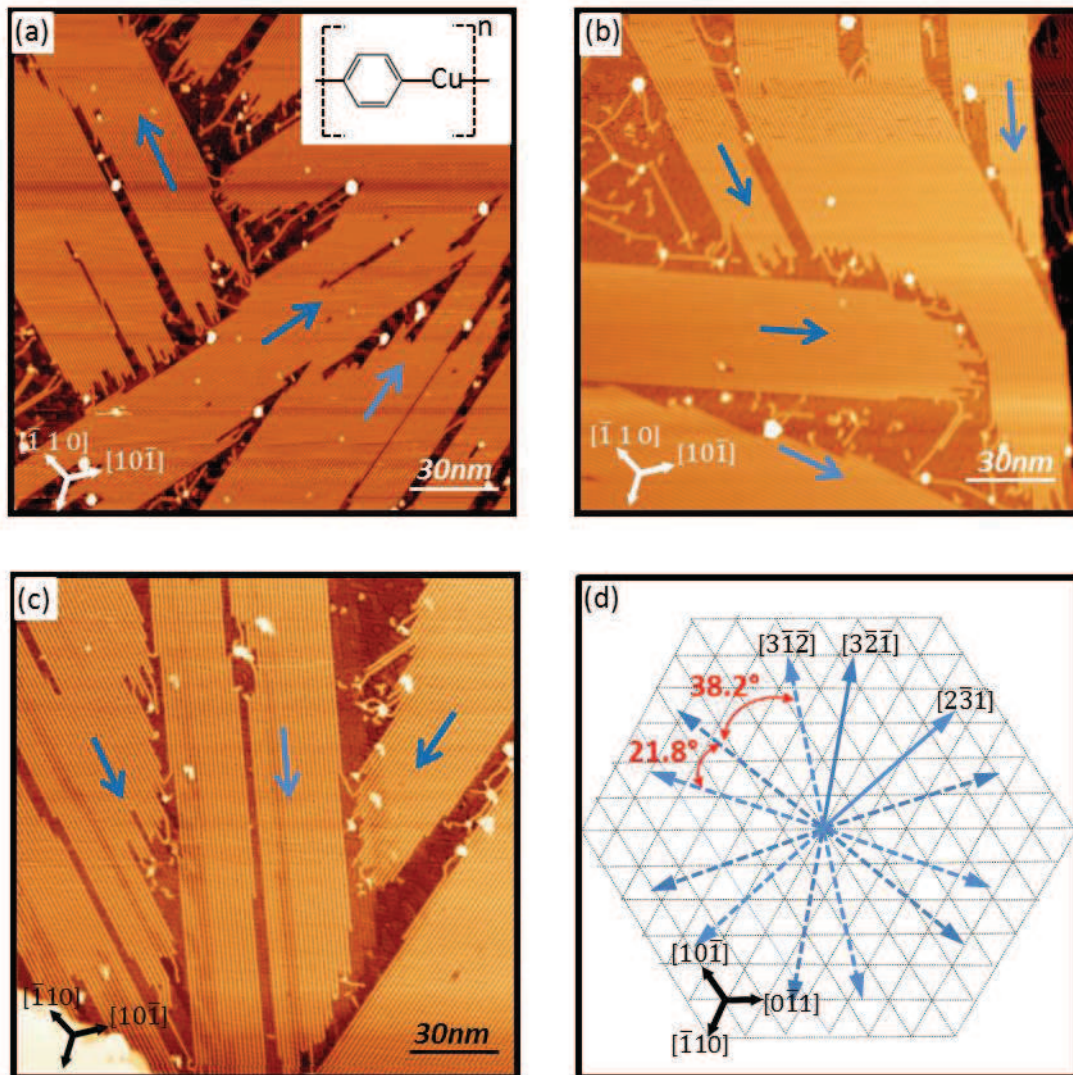 (a)
n
Cu
[1̅ 1 0]
[101̅]
30nm
(b)
[1̅ 1 0]
[101̅]
30nm
(c)
[1̅10]
[101̅]
30nm
(d)
[31̅2̅]
[32̅1̅]
[23̅1]
38.2°
21.8°
[101̅]
[01̅1]
[1̅10]